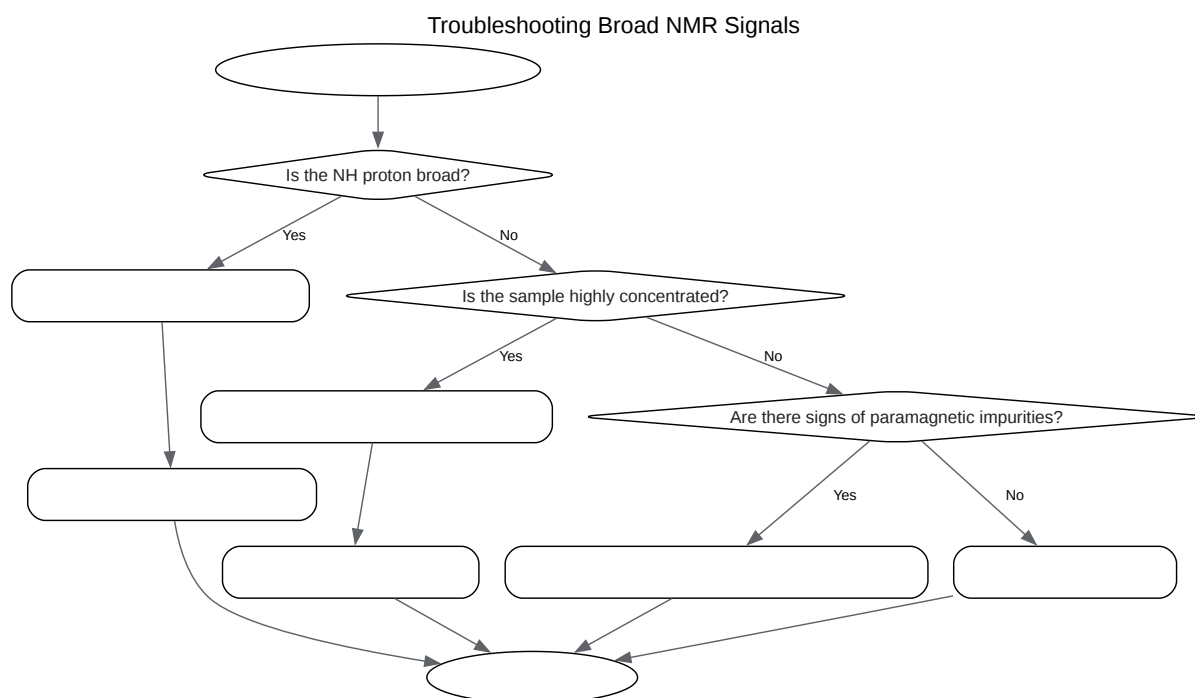 Troubleshooting Broad NMR Signals
Is the NH proton broad?
Yes
No
Is the sample highly concentrated?
Yes
No
Are there signs of paramagnetic impurities?
Yes
No